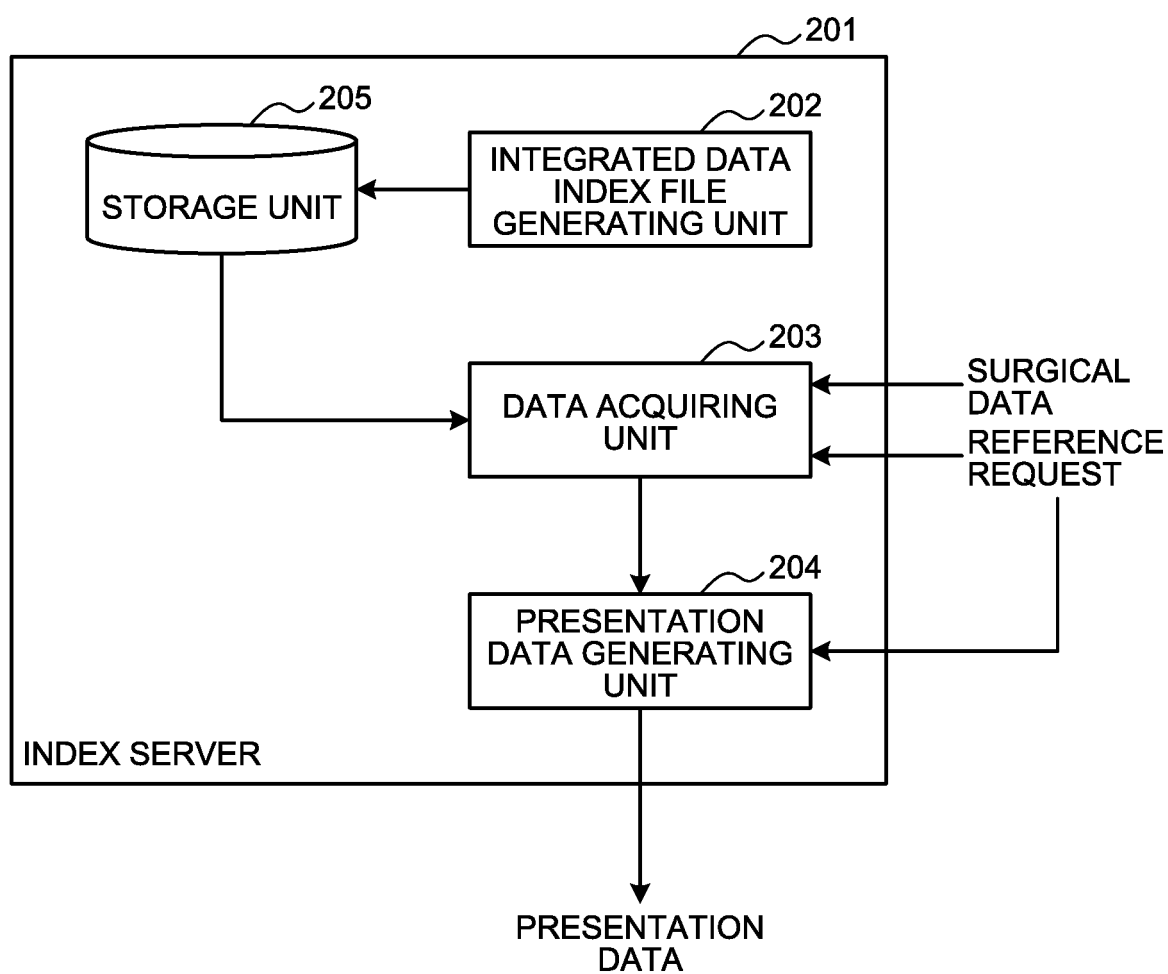 201
205
202
STORAGE UNIT
INTEGRATED DATA
INDEX FILE
GENERATING UNIT
203
DATA ACQUIRING
UNIT
SURGICAL
DATA
REFERENCE
REQUEST
204
PRESENTATION
DATA GENERATING
UNIT
INDEX SERVER
PRESENTATION
DATA